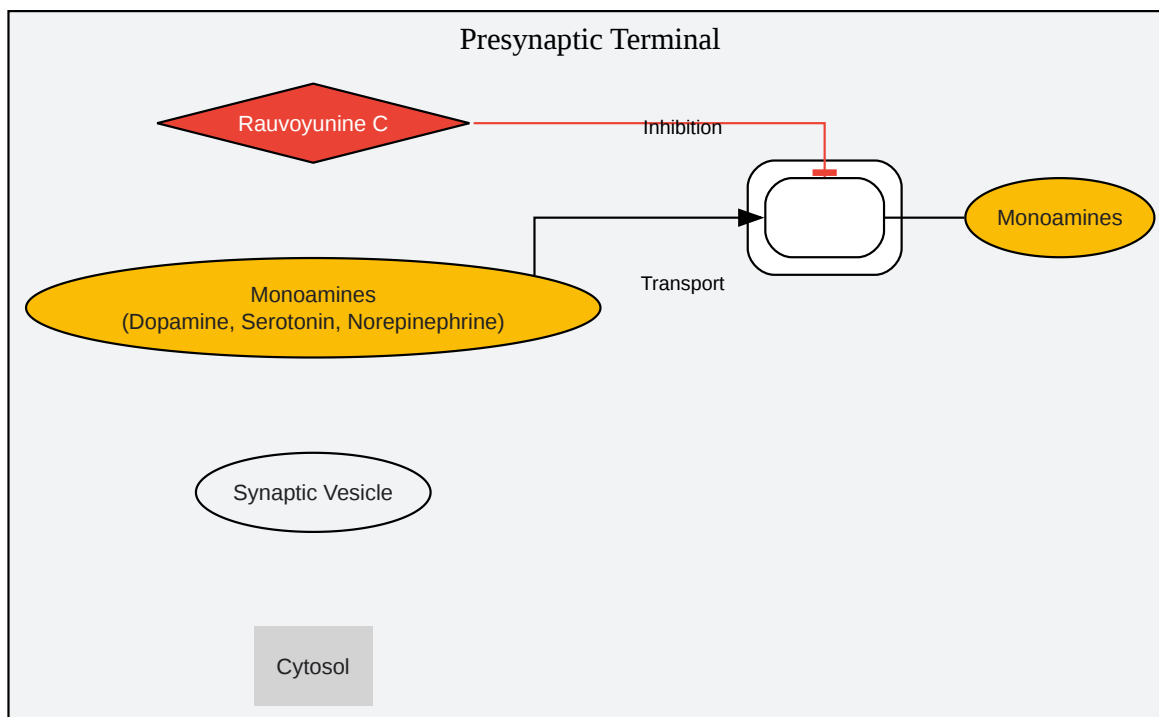 Presynaptic Terminal
Rauvoyunine C
Inhibition
Monoamines
Transport
Monoamines
(Dopamine, Serotonin, Norepinephrine)
Synaptic Vesicle
Cytosol